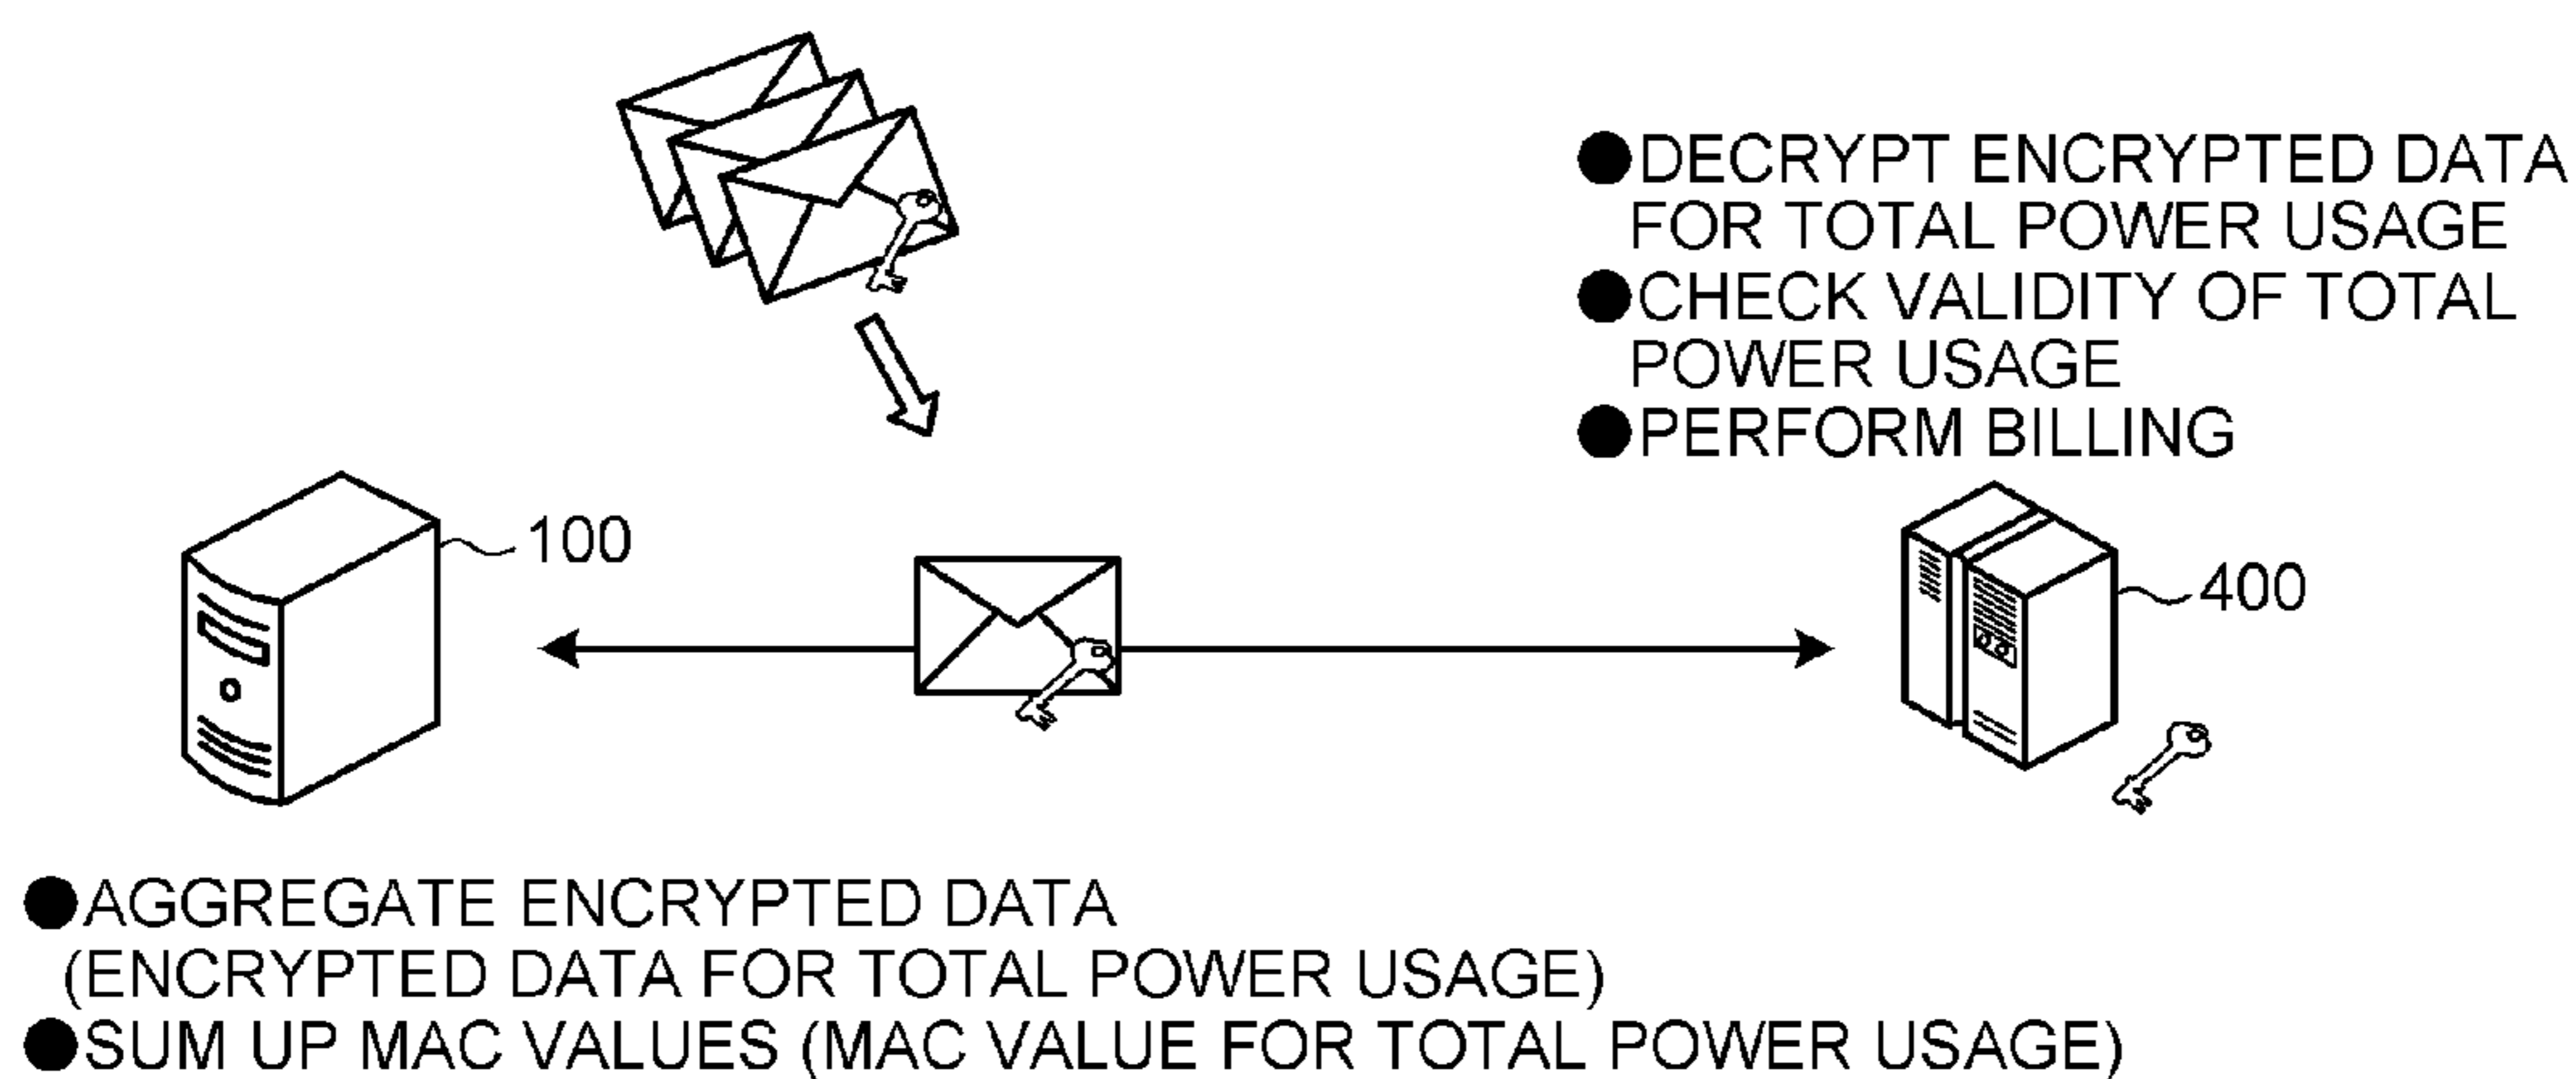 ●DECRYPT ENCRYPTED DATA
FOR TOTAL POWER USAGE
●CHECK VALIDITY OF TOTAL
POWER USAGE
●PERFORM BILLING
100
400
●AGGREGATE ENCRYPTED DATA
(ENCRYPTED DATA FOR TOTAL POWER USAGE)
●SUM UP MAC VALUES (MAC VALUE FOR TOTAL POWER USAGE)